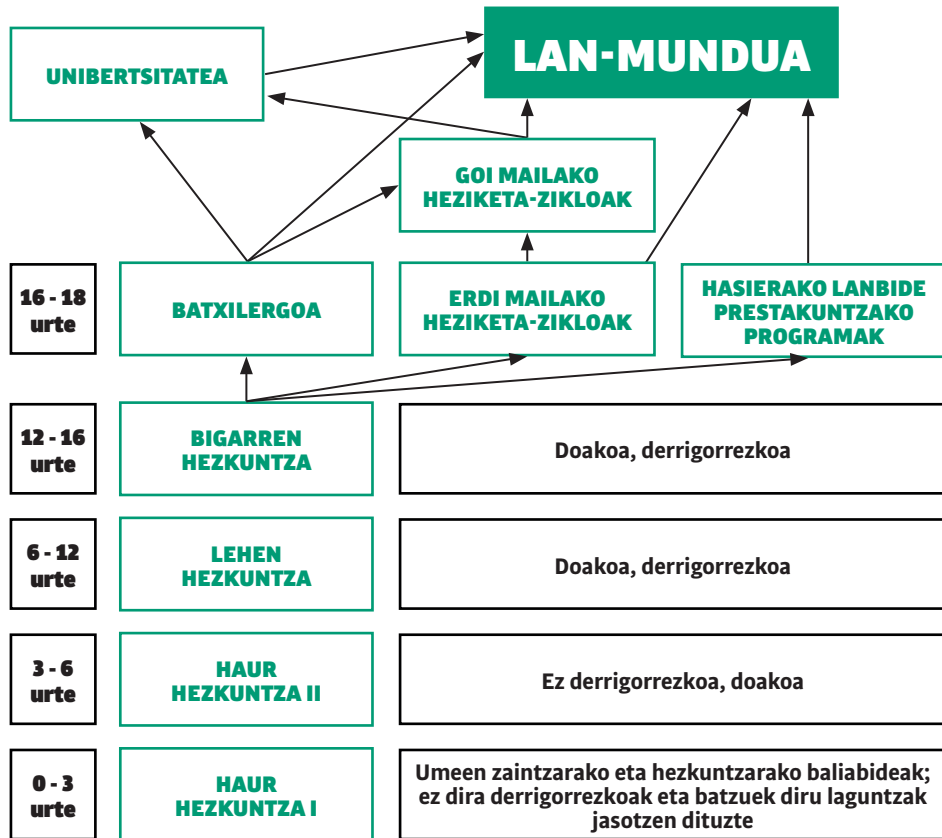 UNIBERTSITATEA
LAN-MUNDUA
GOI MAILAKO
HEZIKETA-ZIKLOAK
16 - 18
urte
BATXILERGOA
ERDI MAILAKO
HEZIKETA-ZIKLOAK
HASIERAKO LANBIDE
PRESTAKUNTZAKO
PROGRAMAK
12 - 16
urte
BIGARREN
HEZKUNTZA
Doakoa, derrigorrezkoa
6 - 12
urte
LEHEN
HEZKUNTZA
Doakoa, derrigorrezkoa
3 - 6
urte
HAUR
HEZKUNTZA II
Ez derrigorrezkoa, doakoa
0 - 3
urte
HAUR
HEZKUNTZA I
Umeen zaintzarako eta hezkuntzarako baliabideak;
ez dira derrigorrezkoak eta batzuek diru laguntzak
jasotzen dituzte